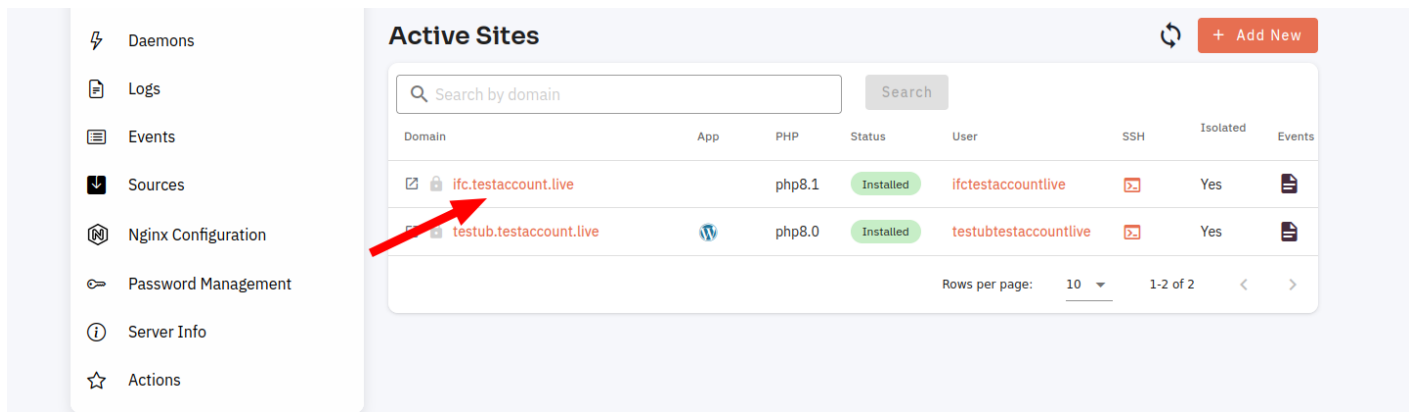 Daemons
Logs
Events
Sources
Nginx Configuration
Password Management
Server Info
Actions
Active Sites
+ Add New
Search by domain
Search
Domain App PHP Status User SSH Isolated Events
ifc.testaccount.live php8.1 Installed ifctestaccountlive Yes
testub.testaccount.live php8.0 Installed testubtestaccountlive Yes
Rows per page: 10 1-2 of 2